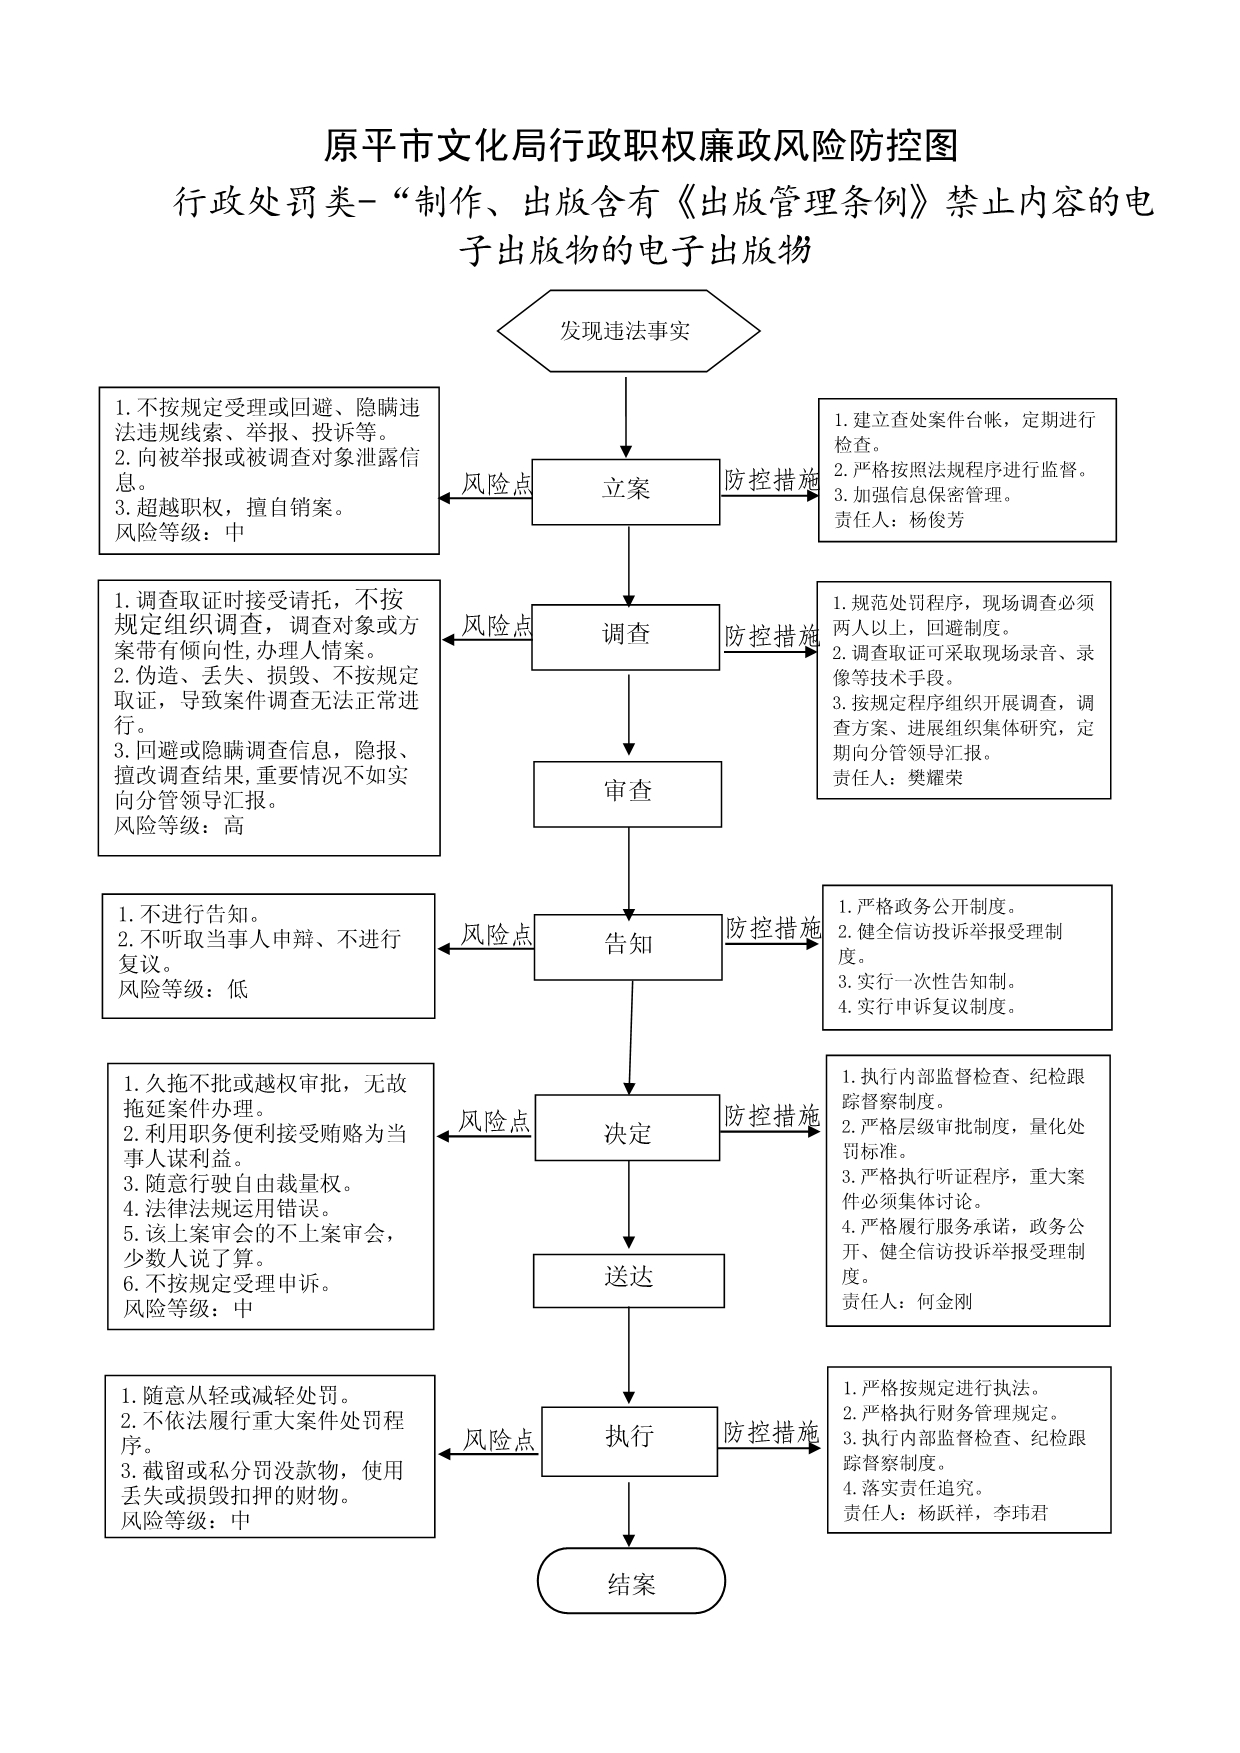 原平市文化局行政职权廉政风险防控图
行政处罚类-“制作、出版含有《出版管理条例》禁止内容的电
子出版物的电子出版物”
发现违法事实
1.不按规定受理或回避、隐瞒违
法违规线索、举报、投诉等。
2.向被举报或被调查对象泄露信
息。
3.超越职权，擅自销案。
风险等级：中
风险点
立案
防控措施
1.建立查处案件台帐，定期进行
检查。
2.严格按照法规程序进行监督。
3.加强信息保密管理。
责任人：杨俊芳
1.调查取证时接受请托，不按
规定组织调查，调查对象或方
案带有倾向性,办理人情案。
2.伪造、丢失、损毁、不按规定
取证，导致案件调查无法正常进
行。
3.回避或隐瞒调查信息，隐报、
擅改调查结果,重要情况不如实
向分管领导汇报。
风险等级：高
风险点
调查
防控措施
1.规范处罚程序，现场调查必须
两人以上，回避制度。
2.调查取证可采取现场录音、录
像等技术手段。
3.按规定程序组织开展调查，调
查方案、进展组织集体研究，定
期向分管领导汇报。
责任人：樊耀荣
审查
1.不进行告知。
2.不听取当事人申辩、不进行
复议。
风险等级：低
风险点
告知
防控措施
1.严格政务公开制度。
2.健全信访投诉举报受理制
度。
3.实行一次性告知制。
4.实行申诉复议制度。
1.久拖不批或越权审批，无故
拖延案件办理。
2.利用职务便利接受贿赂为当
事人谋利益。
3.随意行驶自由裁量权。
4.法律法规运用错误。
5.该上案审会的不上案审会，
少数人说了算。
6.不按规定受理申诉。
风险等级：中
风险点
决定
防控措施
1.执行内部监督检查、纪检跟
踪督察制度。
2.严格层级审批制度，量化处
罚标准。
3.严格执行听证程序，重大案
件必须集体讨论。
4.严格履行服务承诺，政务公
开、健全信访投诉举报受理制
度。
责任人：何金刚
送达
1.随意从轻或减轻处罚。
2.不依法履行重大案件处罚程
序。
3.截留或私分罚没款物，使用
丢失或损毁扣押的财物。
风险等级：中
风险点
执行
防控措施
1.严格按规定进行执法。
2.严格执行财务管理规定。
3.执行内部监督检查、纪检跟
踪督察制度。
4.落实责任追究。
责任人：杨跃祥，李玮君
结案